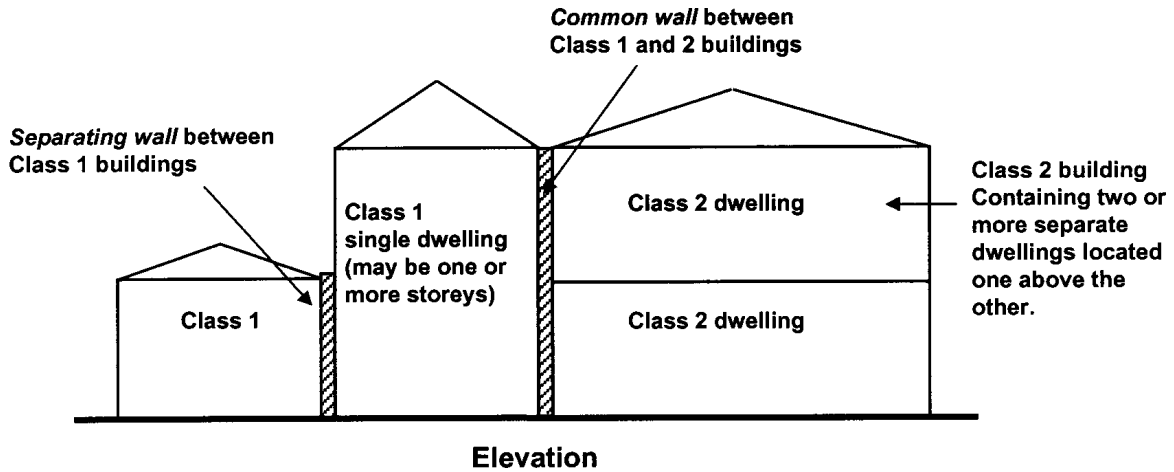 Common wall between
Class 1 and 2 buildings
Separating wall between
Class 1 buildings
Class 1
single dwelling
(may be one or
more storeys)
Class 2 dwelling
Class 2 building
Containing two or
more separate
dwellings located
one above the
other.
Class 1
Class 2 dwelling
Elevation